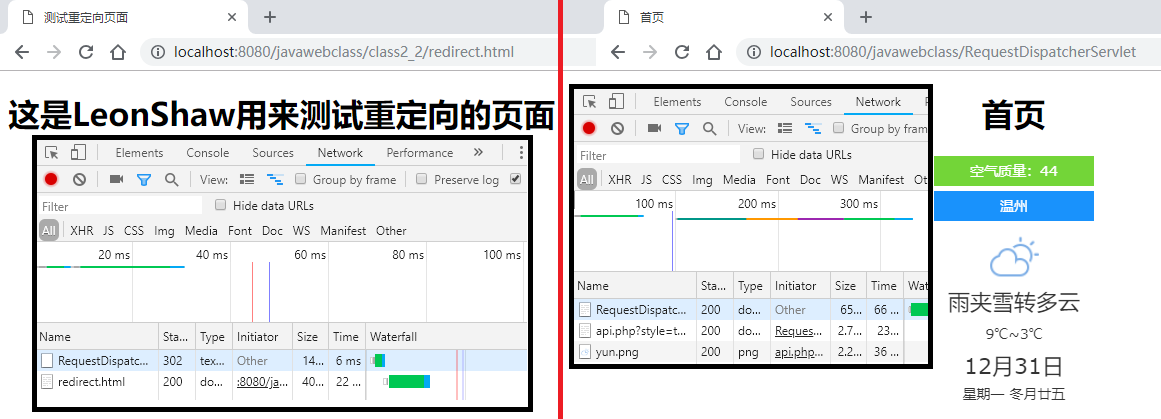 测试重定向页面
localhost:8080/javawebclass/class2_2/redirect.html
这是LeonShaw用来测试重定向的页面
Elements Console Sources Network Performance »
View: Group by frame Preserve log
Filter Hide data URLs
All XHR JS CSS Img Media Font Doc WS Manifest Other
20 ms 40 ms 60 ms 80 ms 100 ms
Name Sta... Type Initiator Size Time Waterfall
RequestDispatc... 302 tex... Other 14... 6 ms
redirect.html 200 do... :8080/ja... 40... 22 ...
首页
localhost:8080/javawebclass/RequestDispatcherServlet
Elements Console Sources Network
View: Group by fram
Filter Hide data URLs
All XHR JS CSS Img Media Font Doc WS Manifest Ot
100 ms 200 ms 300 ms
Name Sta... Type Initiator Size Time Wat
RequestDispatc... 200 do... Other 65... 66 ...
api.php?style=t... 200 do... Reques... 2.7... 23...
yun.png 200 png api.php... 2.2... 36 ...
首页
空气质量：44
温州
雨夹雪转多云
9℃~3℃
12月31日
星期一 冬月廿五